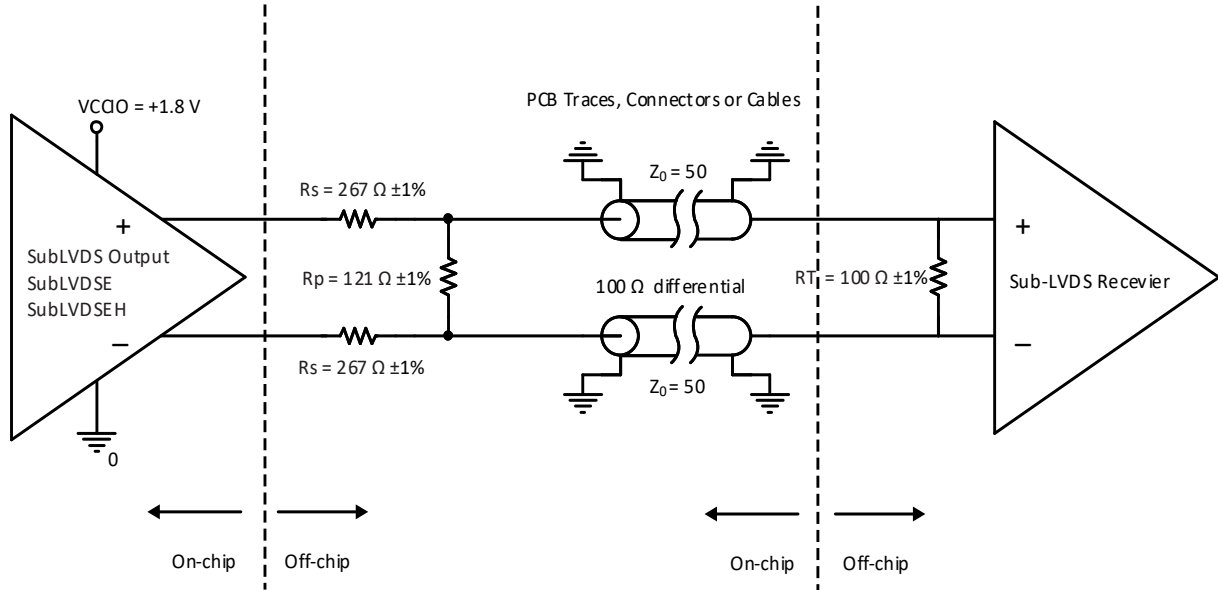 VCCIO = +1.8 V
PCB Traces, Connectors or Cables
Z0 = 50
Rs = 267 Ω ±1%
+
+
SubLVDS Output
SubLVDSE
SubLVDSEH
Rp = 121 Ω ±1%
100 Ω differential
RT = 100 Ω ±1%
Sub-LVDS Recevier
−
−
Rs = 267 Ω ±1%
Z0 = 50
0
On-chip
Off-chip
On-chip
Off-chip